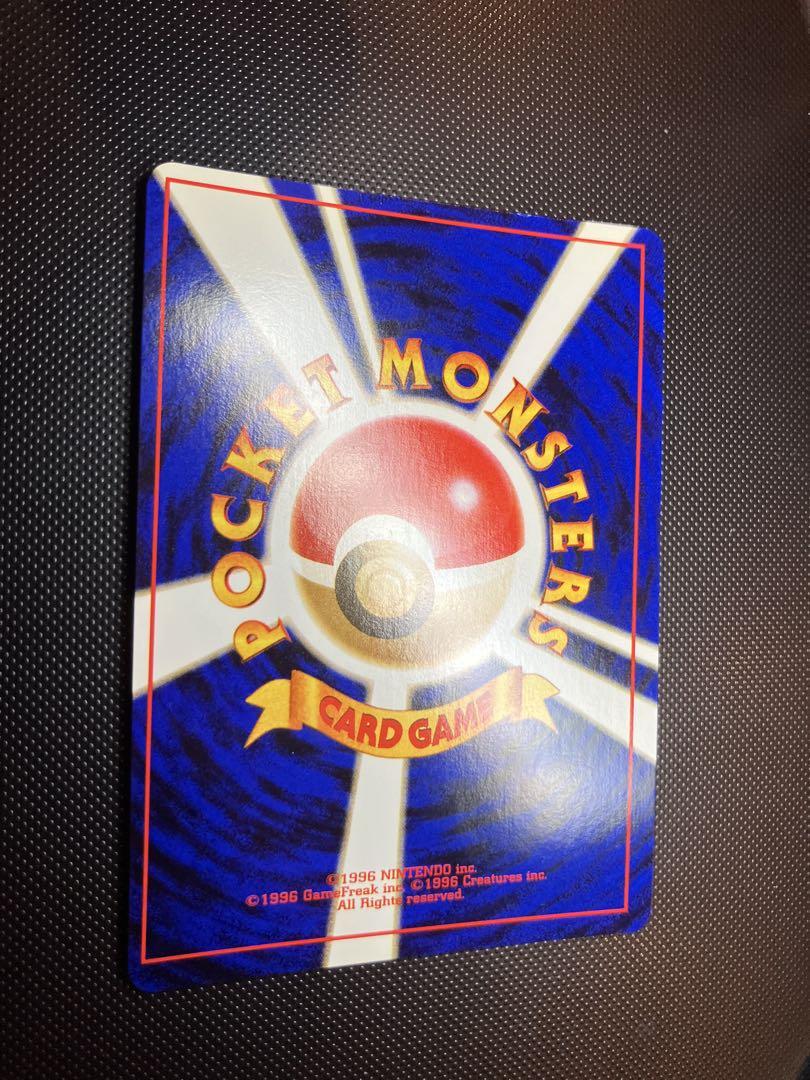 POCKET MONSTERS
CARD GAME
©1996 NINTENDO inc.
©1996 GameFreak inc. ©1996 Creatures inc.
All Rights reserved.